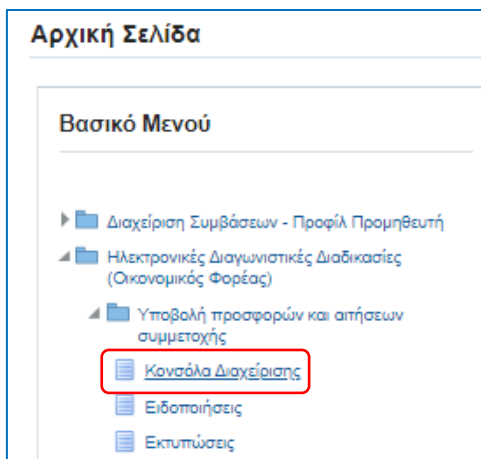 Αρχική Σελίδα
Βασικό Μενού
Διαχείριση Συμβάσεων - Προφίλ Προμηθευτή
Ηλεκτρονικές Διαγωνιστικές Διαδικασίες
(Οικονομικός Φορέας)
Υποβολή προσφορών και αιτήσεων
συμμετοχής
Κονσόλα Διαχείρισης
Ειδοποιήσεις
Εκτυπώσεις